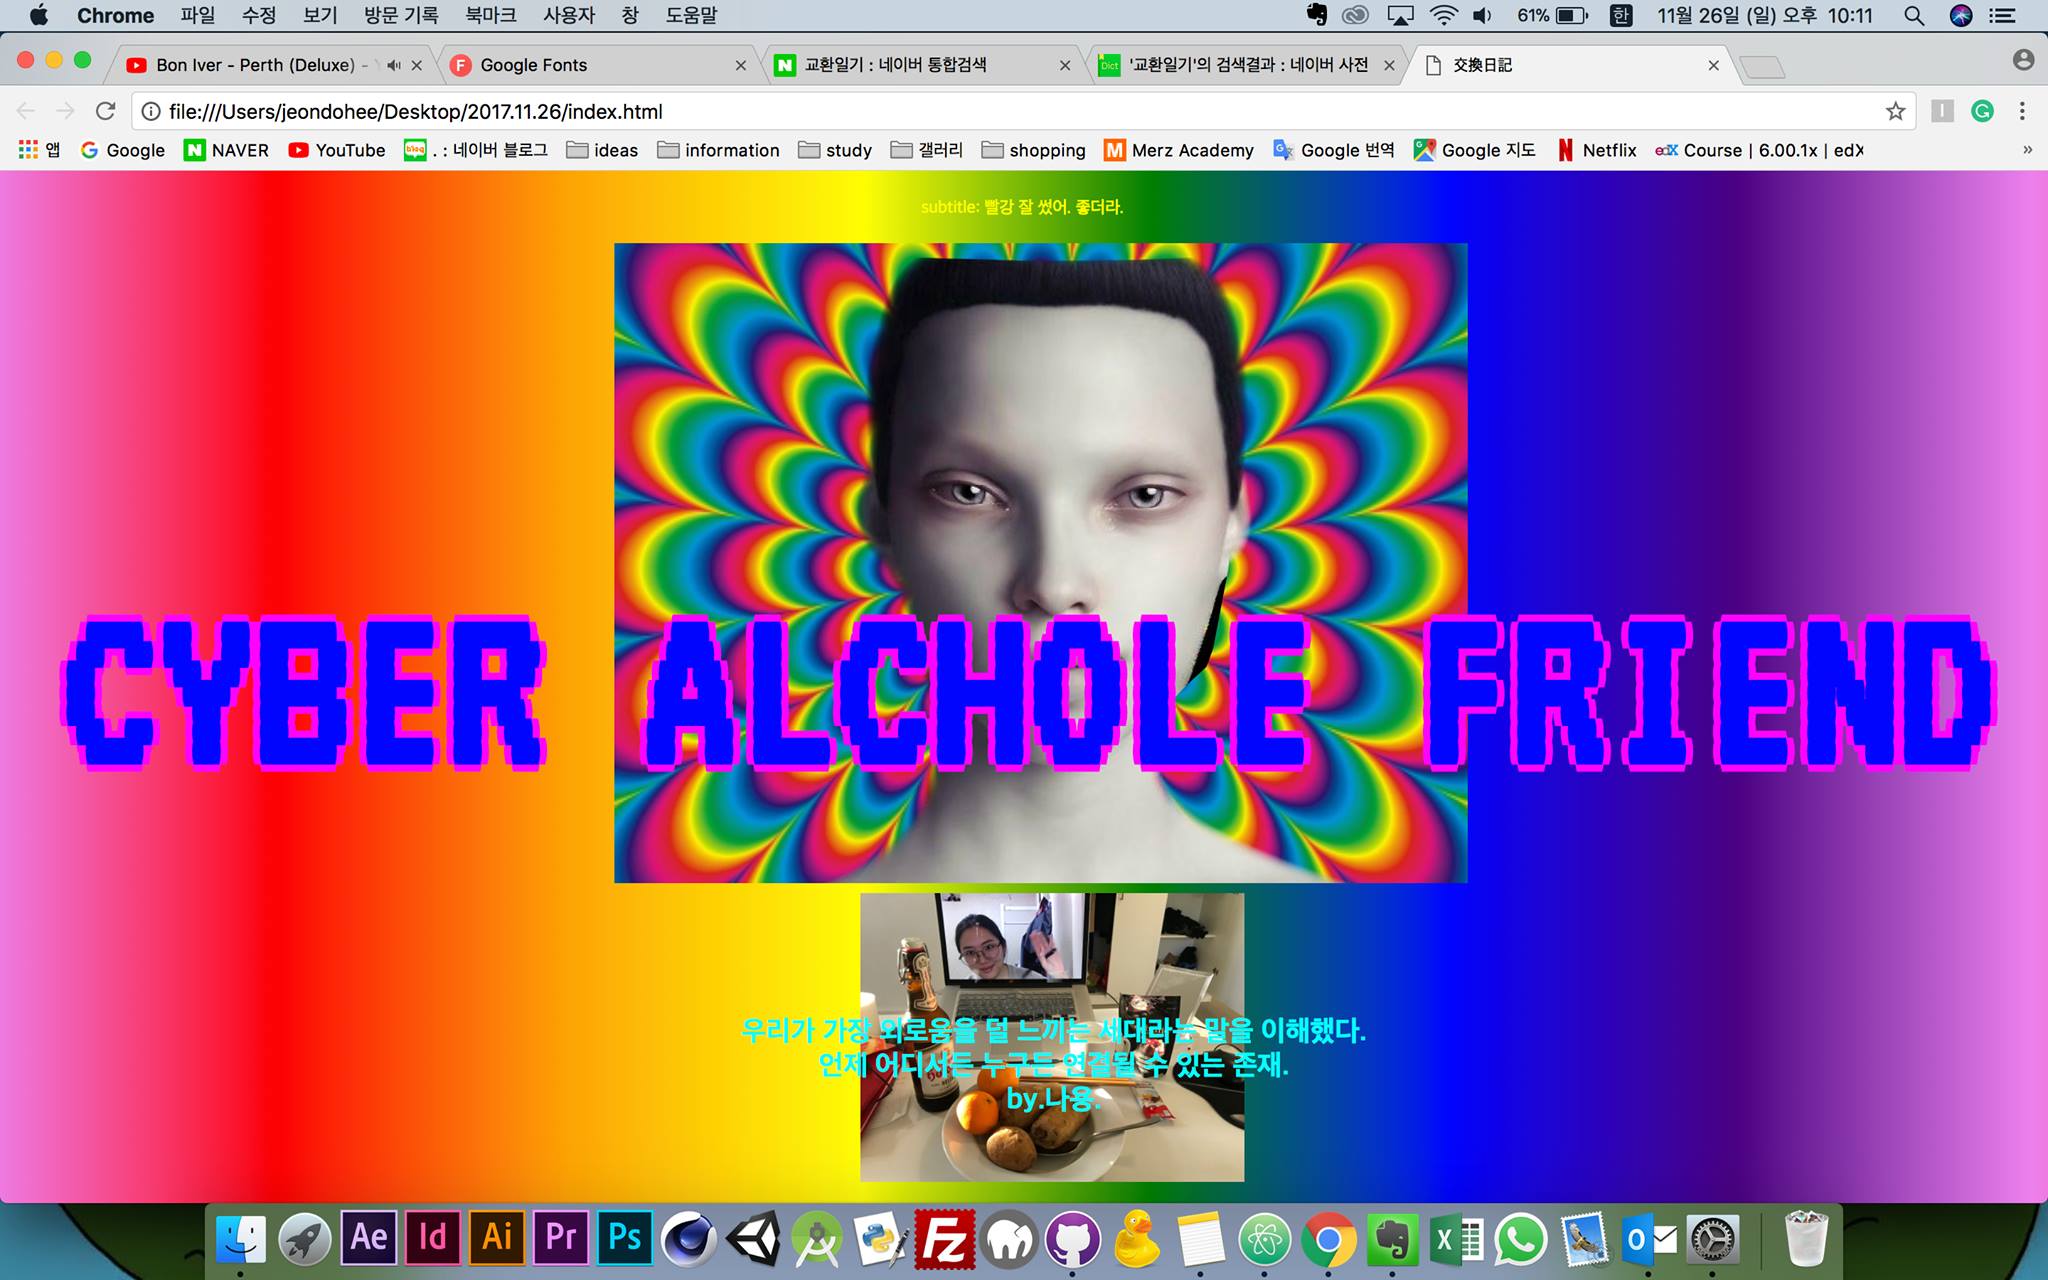 Chrome 파일 수정 보기 방문 기록 북마크 사용자 창 도움말 61% 한 11월 26일 (일) 오후 10:11
Bon Iver - Perth (Deluxe) - Google Fonts 교환일기 : 네이버 통합검색 '교환일기'의 검색결과 : 네이버 사전 交換日記
file:///Users/jeondohee/Desktop/2017.11.26/index.html
앱 Google NAVER YouTube . : 네이버 블로그 ideas information study 갤러리 shopping Merz Academy Google 번역 Google 지도 Netflix Course | 6.00.1x | edX »
subtitle: 빨강 잘 썼어. 좋더라.
CYBER ALCHOLE FRIEND
우리가 가장 외로움을 덜 느끼는 세대라는 말을 이해했다.
언제 어디서든 누구든 연결될 수 있는 존재.
by.나용.
Ae Id Ai Pr Ps Fz